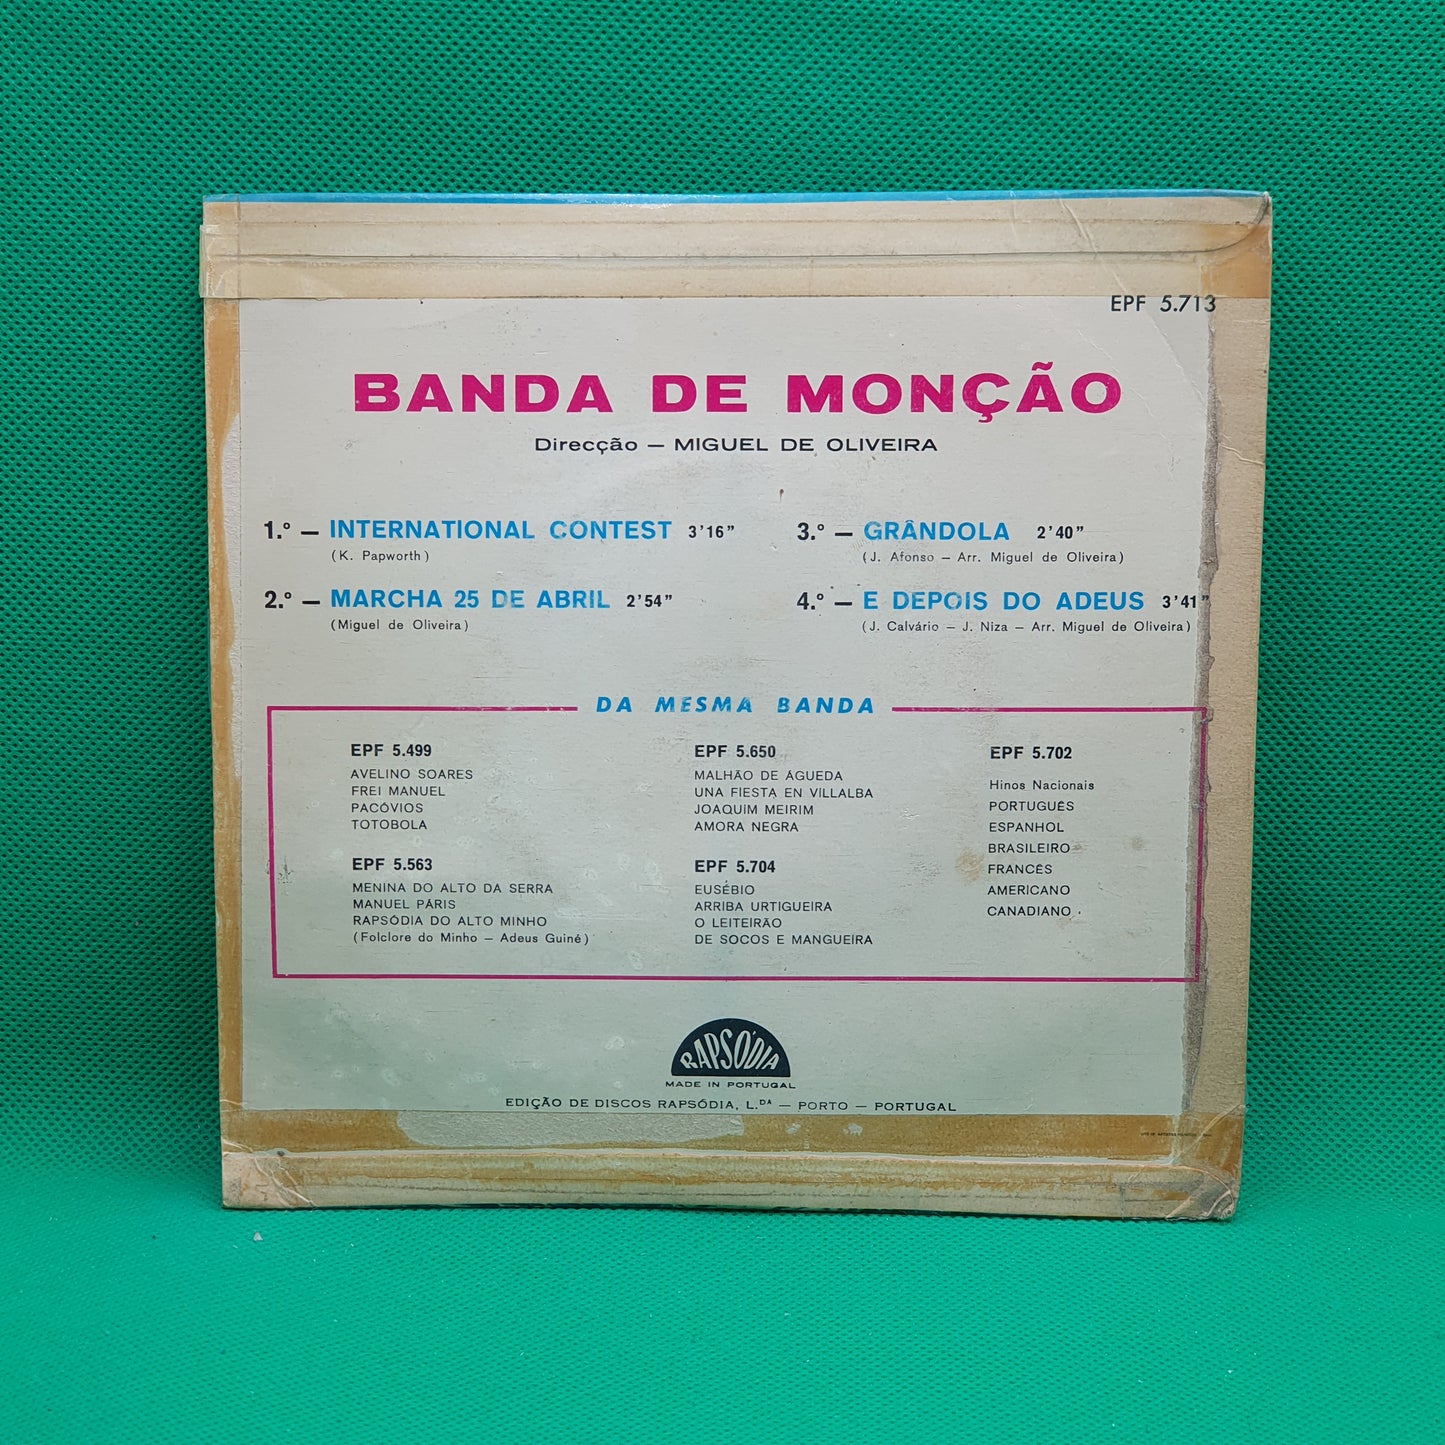 EPF 5.713
BANDA DE MONÇÃO
Direcção — MIGUEL DE OLIVEIRA
1.º — INTERNATIONAL CONTEST 3'16"
(K. Papworth)
2.º — MARCHA 25 DE ABRIL 2'54"
(Miguel de Oliveira)
3.º — GRÂNDOLA 2'40"
(J. Afonso — Arr. Miguel de Oliveira)
4.º — E DEPOIS DO ADEUS 3'41"
(J. Calvário — J. Niza — Arr. Miguel de Oliveira)
DA MESMA BANDA
EPF 5.499
AVELINO SOARES
FREI MANUEL
PACÓVIOS
TOTOBOLA
EPF 5.563
MENINA DO ALTO DA SERRA
MANUEL PÁRIS
RAPSÓDIA DO ALTO MINHO
(Folclore do Minho — Adeus Guiné)
EPF 5.650
MALHÃO DE ÁGUEDA
UNA FIESTA EN VILLALBA
JOAQUIM MEIRIM
AMORA NEGRA
EPF 5.704
EUSÉBIO
ARRIBA URTIGUEIRA
O LEITEIRÃO
DE SOCOS E MANGUEIRA
EPF 5.702
Hinos Nacionais
PORTUGUÊS
ESPANHOL
BRASILEIRO
FRANCÊS
AMERICANO
CANADIANO
RAPSÓDIA
MADE IN PORTUGAL
EDIÇÃO DE DISCOS RAPSÓDIA, L.DA — PORTO — PORTUGAL